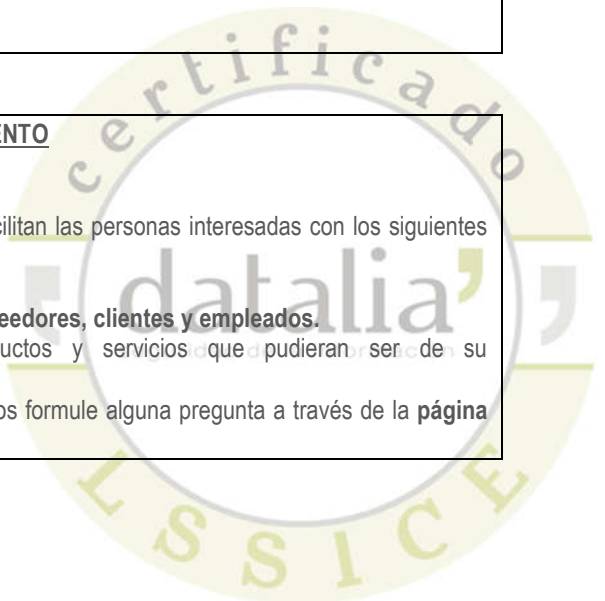 certificado
ENTO
cilitan las personas interesadas con los siguientes
datalia
eedores, clientes y empleados.
uctos y servicios que pudieran ser de su
os formule alguna pregunta a través de la página
LSSICE